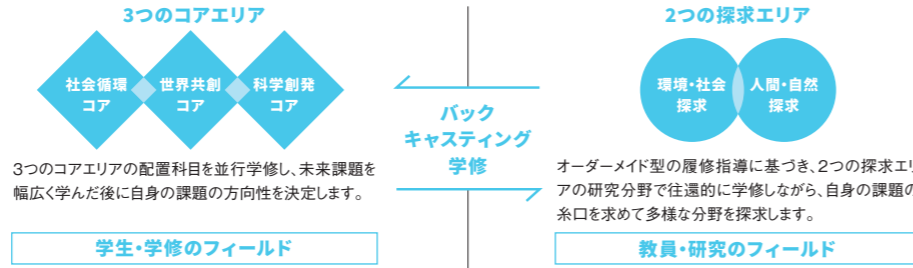 3つのコアエリア
社会循環
コア
世界共創
コア
科学創発
コア
3つのコアエリアの配置科目を並行学修し、未来課題を
幅広く学んだ後に自身の課題の方向性を決定します。
学生・学修のフィールド
バック
キャスティング
学修
2つの探求エリア
環境・社会
探求
人間・自然
探求
オーダーメイド型の履修指導に基づき、2つの探求エリ
アの研究分野で往還的に学修しながら、自身の課題の
糸口を求めて多様な分野を探求します。
教員・研究のフィールド